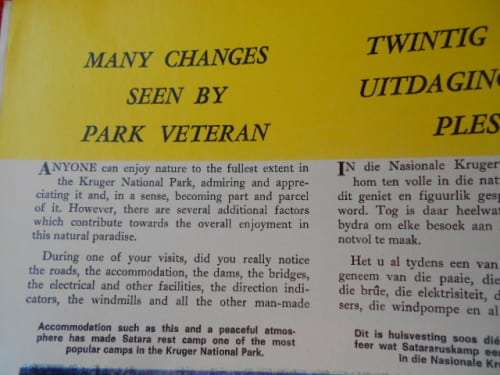 MANY CHANGES
SEEN BY
PARK VETERAN
ANYONE can enjoy nature to the fullest extent in
the Kruger National Park, admiring and appre-
ciating it and, in a sense, becoming part and parcel
of it. However, there are several additional factors
which contribute towards the overall enjoyment in
this natural paradise.
During one of your visits, did you really notice
the roads, the accommodation, the dams, the bridges,
the electrical and other facilities, the direction indi-
cators, the windmills and all the other man-made
Accommodation such as this and a peaceful atmos-
phere has made Satara rest camp one of the most
popular camps in the Kruger National Park.
TWINTIG
UITDAGING
PLES
IN die Nasionale Kruger
hom ten volle in die nat
dit geniet en figuurlik gesp
word. Tog is daar heelwat
bydra om elke besoek aan
notvol te maak.
Het u al tydens een van
geneem van die paaie, die
die brûe, die elektrisiteit, d
sers, die windpompe en al
Dit is huisvesting soos dié
feer wat Satararuskamp een
in die Nasionale Kru